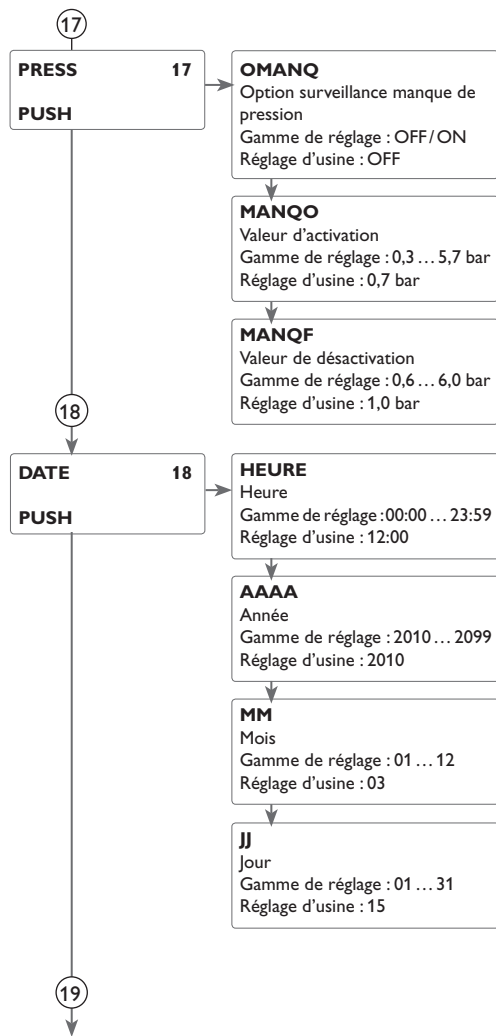 17
PRESS 17
PUSH
OMANQ
Option surveillance manque de
pression
Gamme de réglage : OFF/ON
Réglage d'usine : OFF
MANQO
Valeur d'activation
Gamme de réglage : 0,3 … 5,7 bar
Réglage d'usine : 0,7 bar
MANQF
Valeur de désactivation
Gamme de réglage : 0,6 … 6,0 bar
Réglage d'usine : 1,0 bar
18
DATE 18
PUSH
HEURE
Heure
Gamme de réglage :00:00 … 23:59
Réglage d'usine : 12:00
AAAA
Année
Gamme de réglage : 2010 … 2099
Réglage d'usine : 2010
MM
Mois
Gamme de réglage : 01 … 12
Réglage d'usine : 03
JJ
Jour
Gamme de réglage : 01 … 31
Réglage d'usine : 15
19